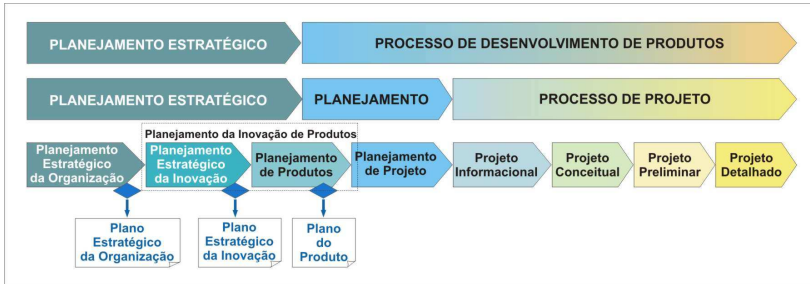 PLANEJAMENTO ESTRATÉGICO
PROCESSO DE DESENVOLVIMENTO DE PRODUTOS
PLANEJAMENTO ESTRATÉGICO
PLANEJAMENTO
PROCESSO DE PROJETO
Planejamento da Inovação de Produtos
Planejamento
Estratégico
da Organização
Planejamento
Estratégico
da Inovação
Planejamento
de Produtos
Planejamento
de Projeto
Projeto
Informacional
Projeto
Conceitual
Projeto
Preliminar
Projeto
Detalhado
Plano
Estratégico
da Organização
Plano
Estratégico
da Inovação
Plano
do
Produto